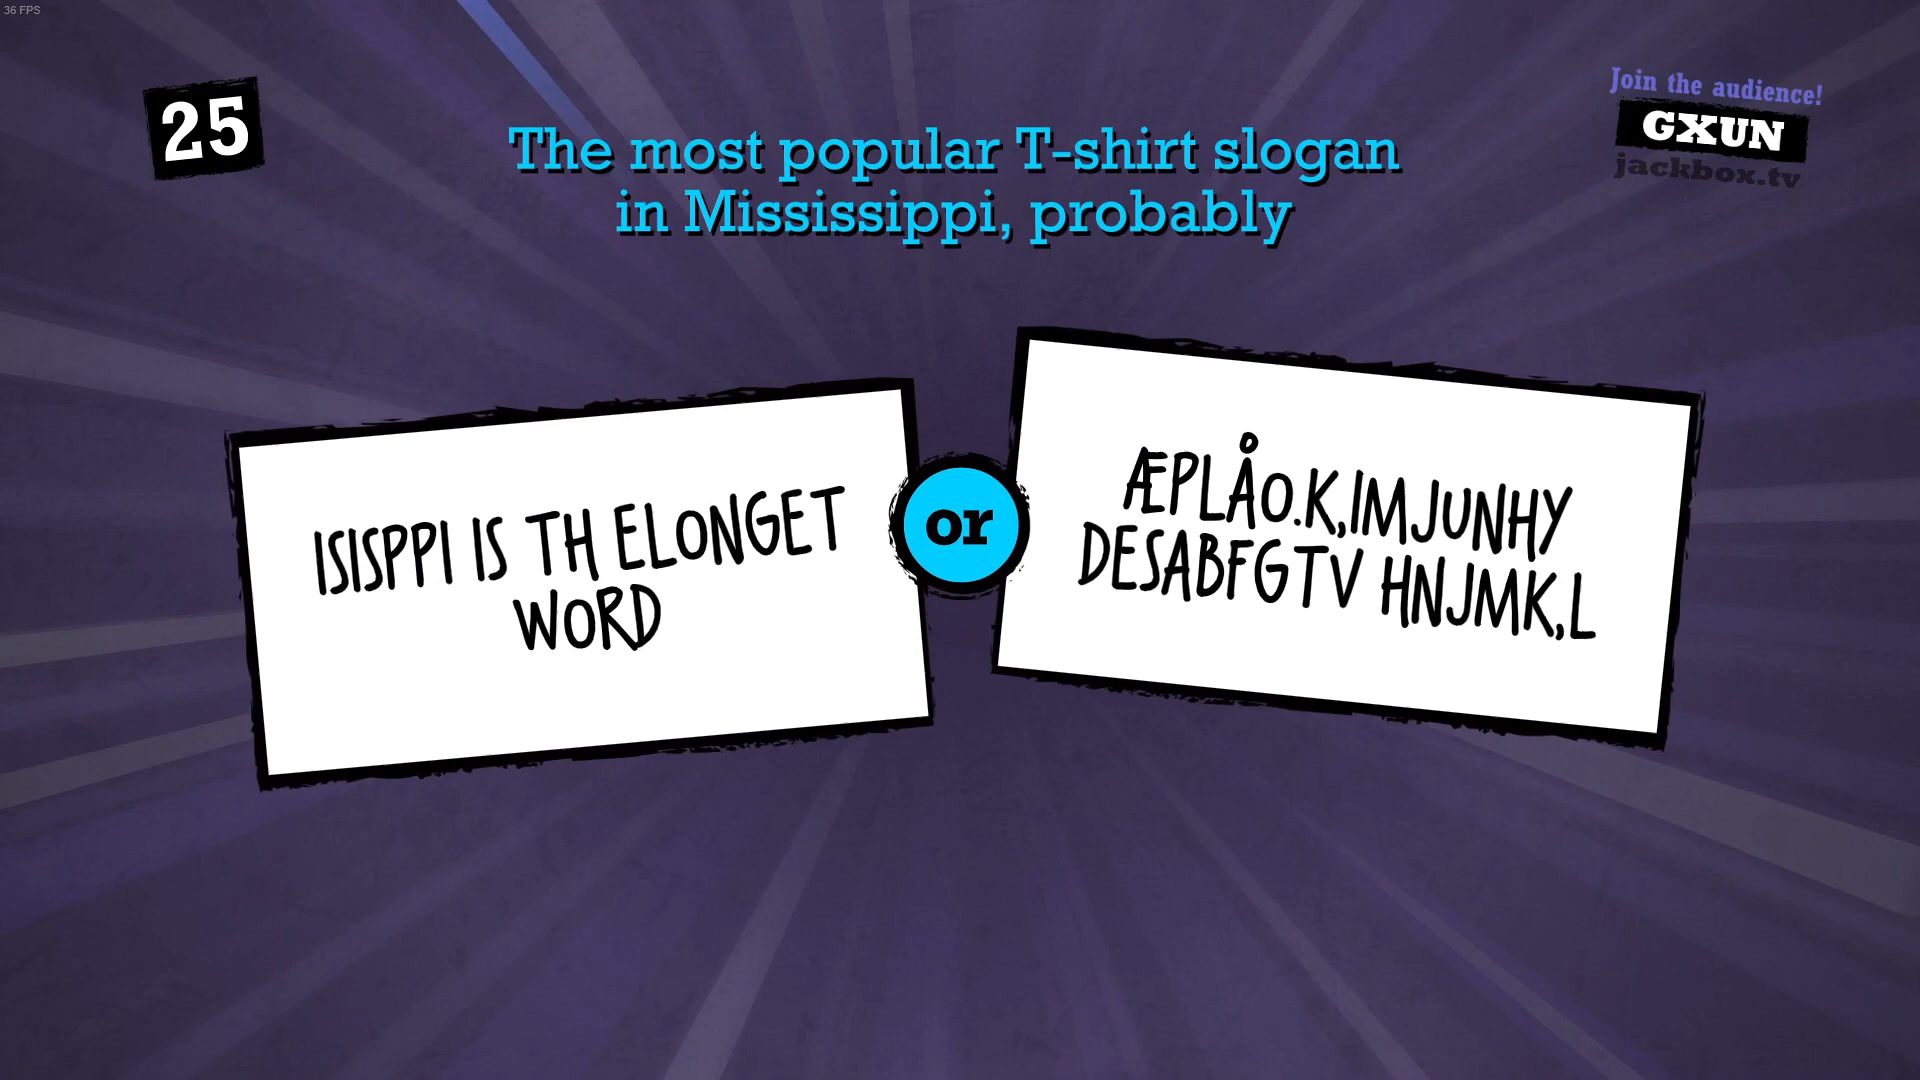 36 FPS
25
Join the audience!
GXUN
jackbox.tv
The most popular T-shirt slogan
in Mississippi, probably
ISISPPI IS TH ELONGET
WORD
or
ÆPLÅO.K,IMJUNHY
DESABFGTV HNJMK,L